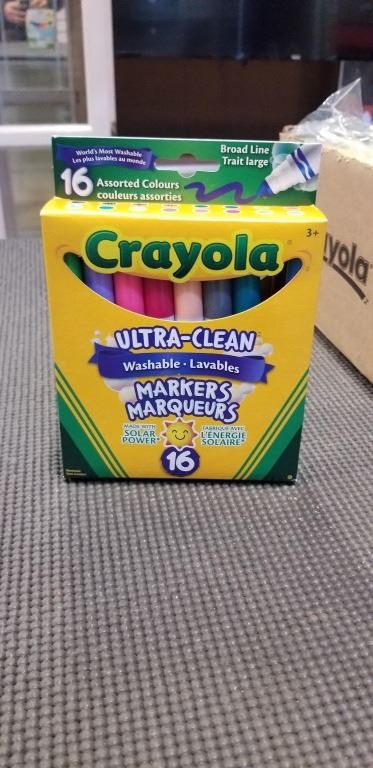 World's Most Washable
Les plus lavables au monde
16 Assorted Colours
couleurs assorties
Broad Line
Trait large
Crayola
3+
ULTRA-CLEAN
Washable · Lavables
MARKERS
MARQUEURS
MADE WITH
SOLAR
POWER*
FABRIQUÉ AVEC
L'ÉNERGIE
SOLAIRE*
16
yola